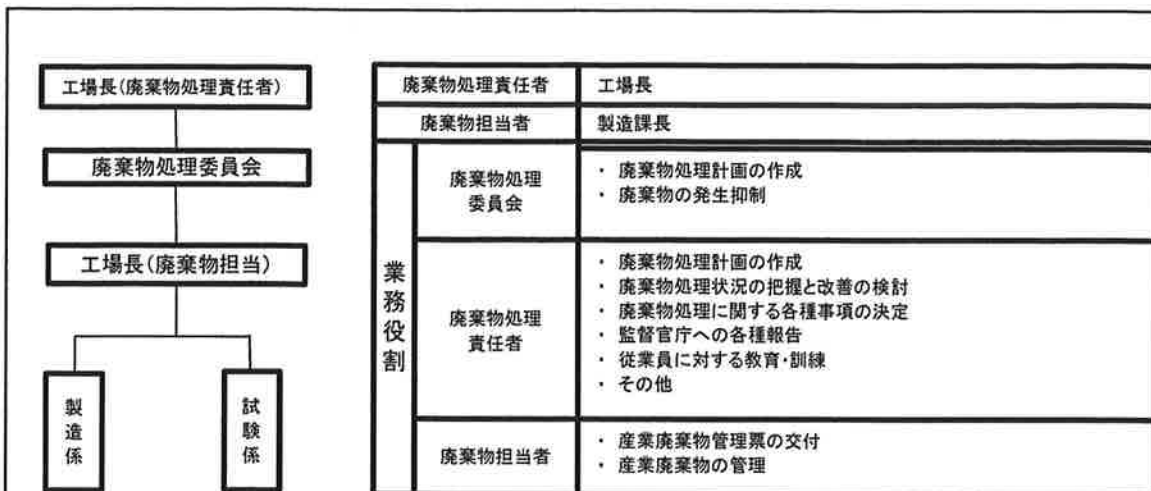 工場長(廃棄物処理責任者)
廃棄物処理委員会
工場長(廃棄物担当)
製造係
試験係
廃棄物処理責任者 工場長
廃棄物担当者 製造課長
業務役割
廃棄物処理
委員会
・ 廃棄物処理計画の作成
・ 廃棄物の発生抑制
廃棄物処理
責任者
・ 廃棄物処理計画の作成
・ 廃棄物処理状況の把握と改善の検討
・ 廃棄物処理に関する各種事項の決定
・ 監督官庁への各種報告
・ 従業員に対する教育・訓練
・ その他
廃棄物担当者
・ 産業廃棄物管理票の交付
・ 産業廃棄物の管理